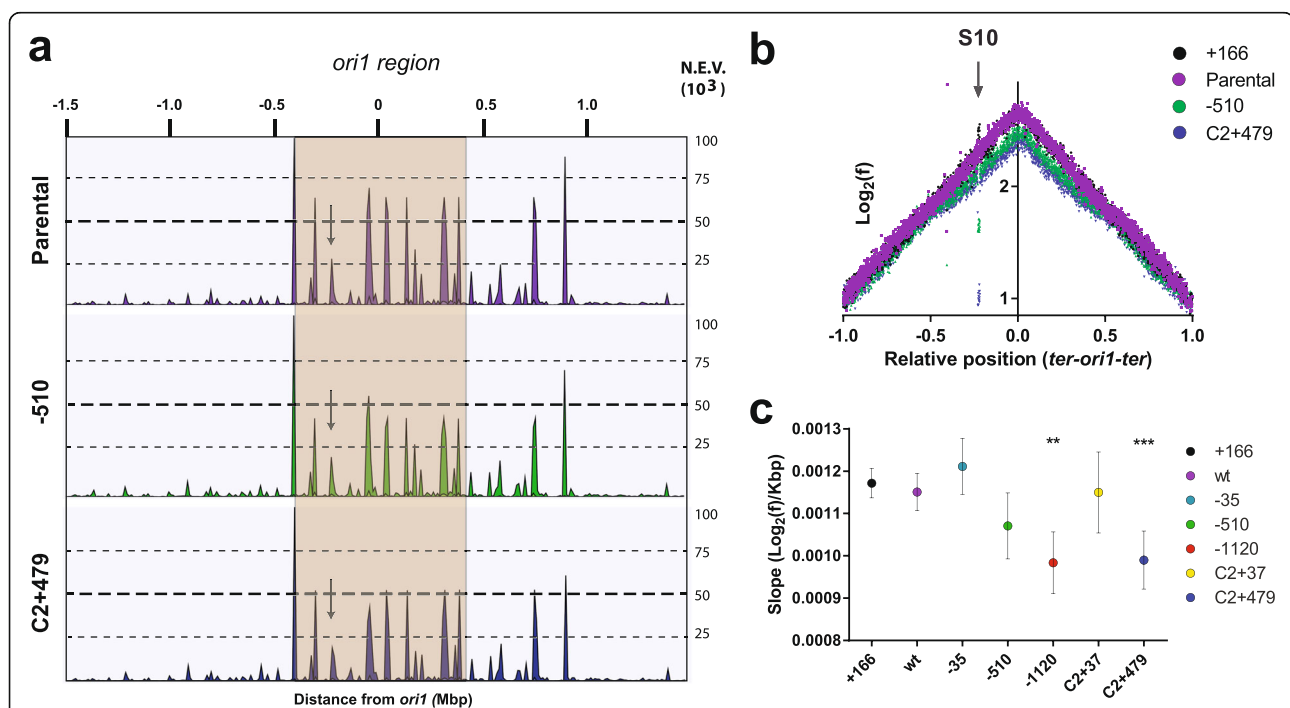 a
ori1 region
N.E.V.
(10³)
-1.5 -1.0 -0.5 0 0.5 1.0
Parental
100
75
50
25
-510
100
75
50
25
C2+479
100
75
50
25
Distance from ori1 (Mbp)
b
S10
+166
Parental
-510
C2+479
Log₂(f)
2
1
-1.0 -0.5 0.0 0.5 1.0
Relative position (ter-ori1-ter)
c
Slope (Log₂(f)/Kbp)
0.0013
0.0012
0.0011
0.0010
0.0009
0.0008
** ***
+166 wt -35 -510 -1120 C2+37 C2+479
+166
wt
-35
-510
-1120
C2+37
C2+479